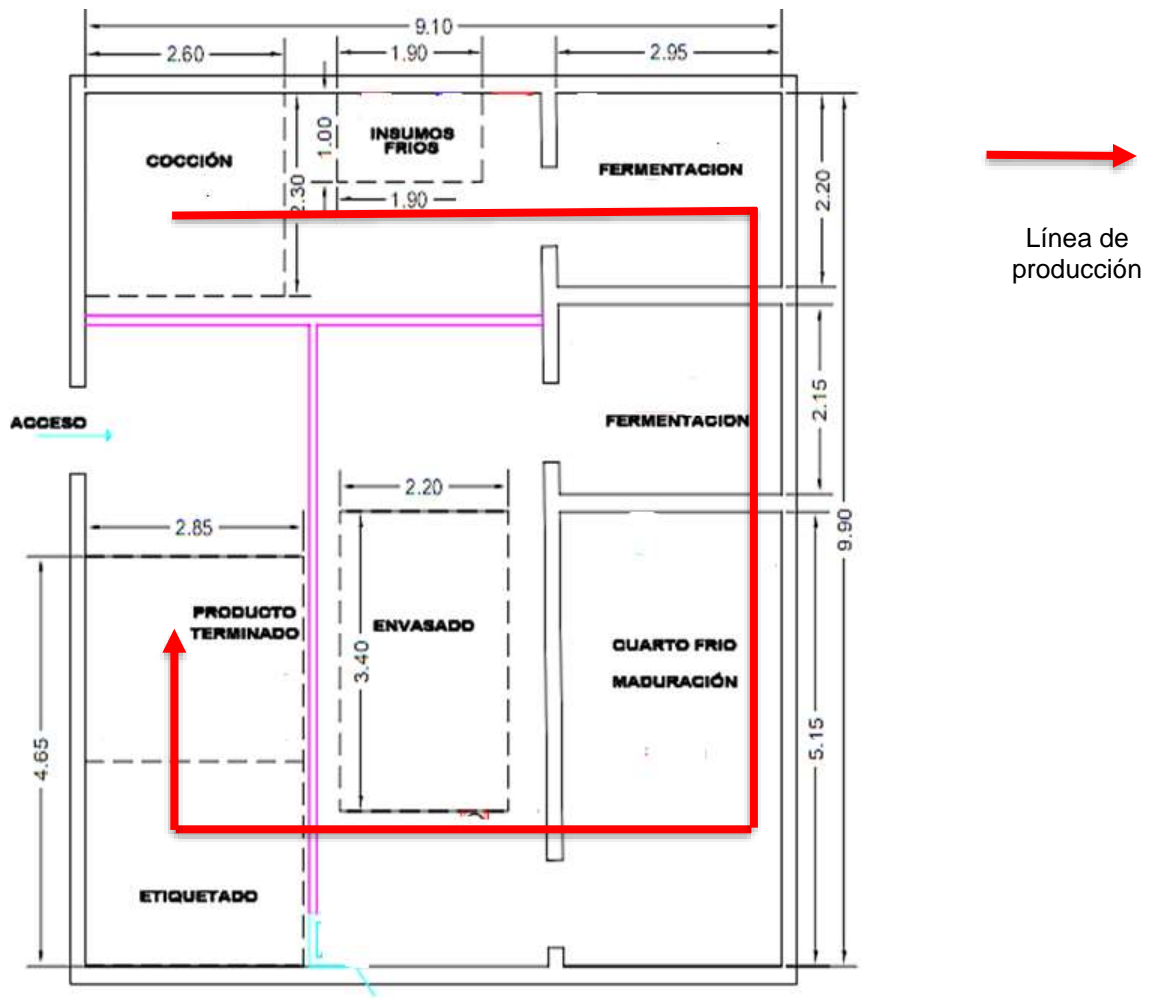 9.10
2.60
1.90
2.95
COCCIÓN
1.00
INSUMOS
FRIOS
FERMENTACION
2.30
1.90
2.20
Línea de
producción
ACCESO
FERMENTACION
2.15
2.20
2.85
9.90
PRODUCTO
TERMINADO
ENVASADO
3.40
CUARTO FRIO
MADURACIÓN
4.65
5.15
ETIQUETADO